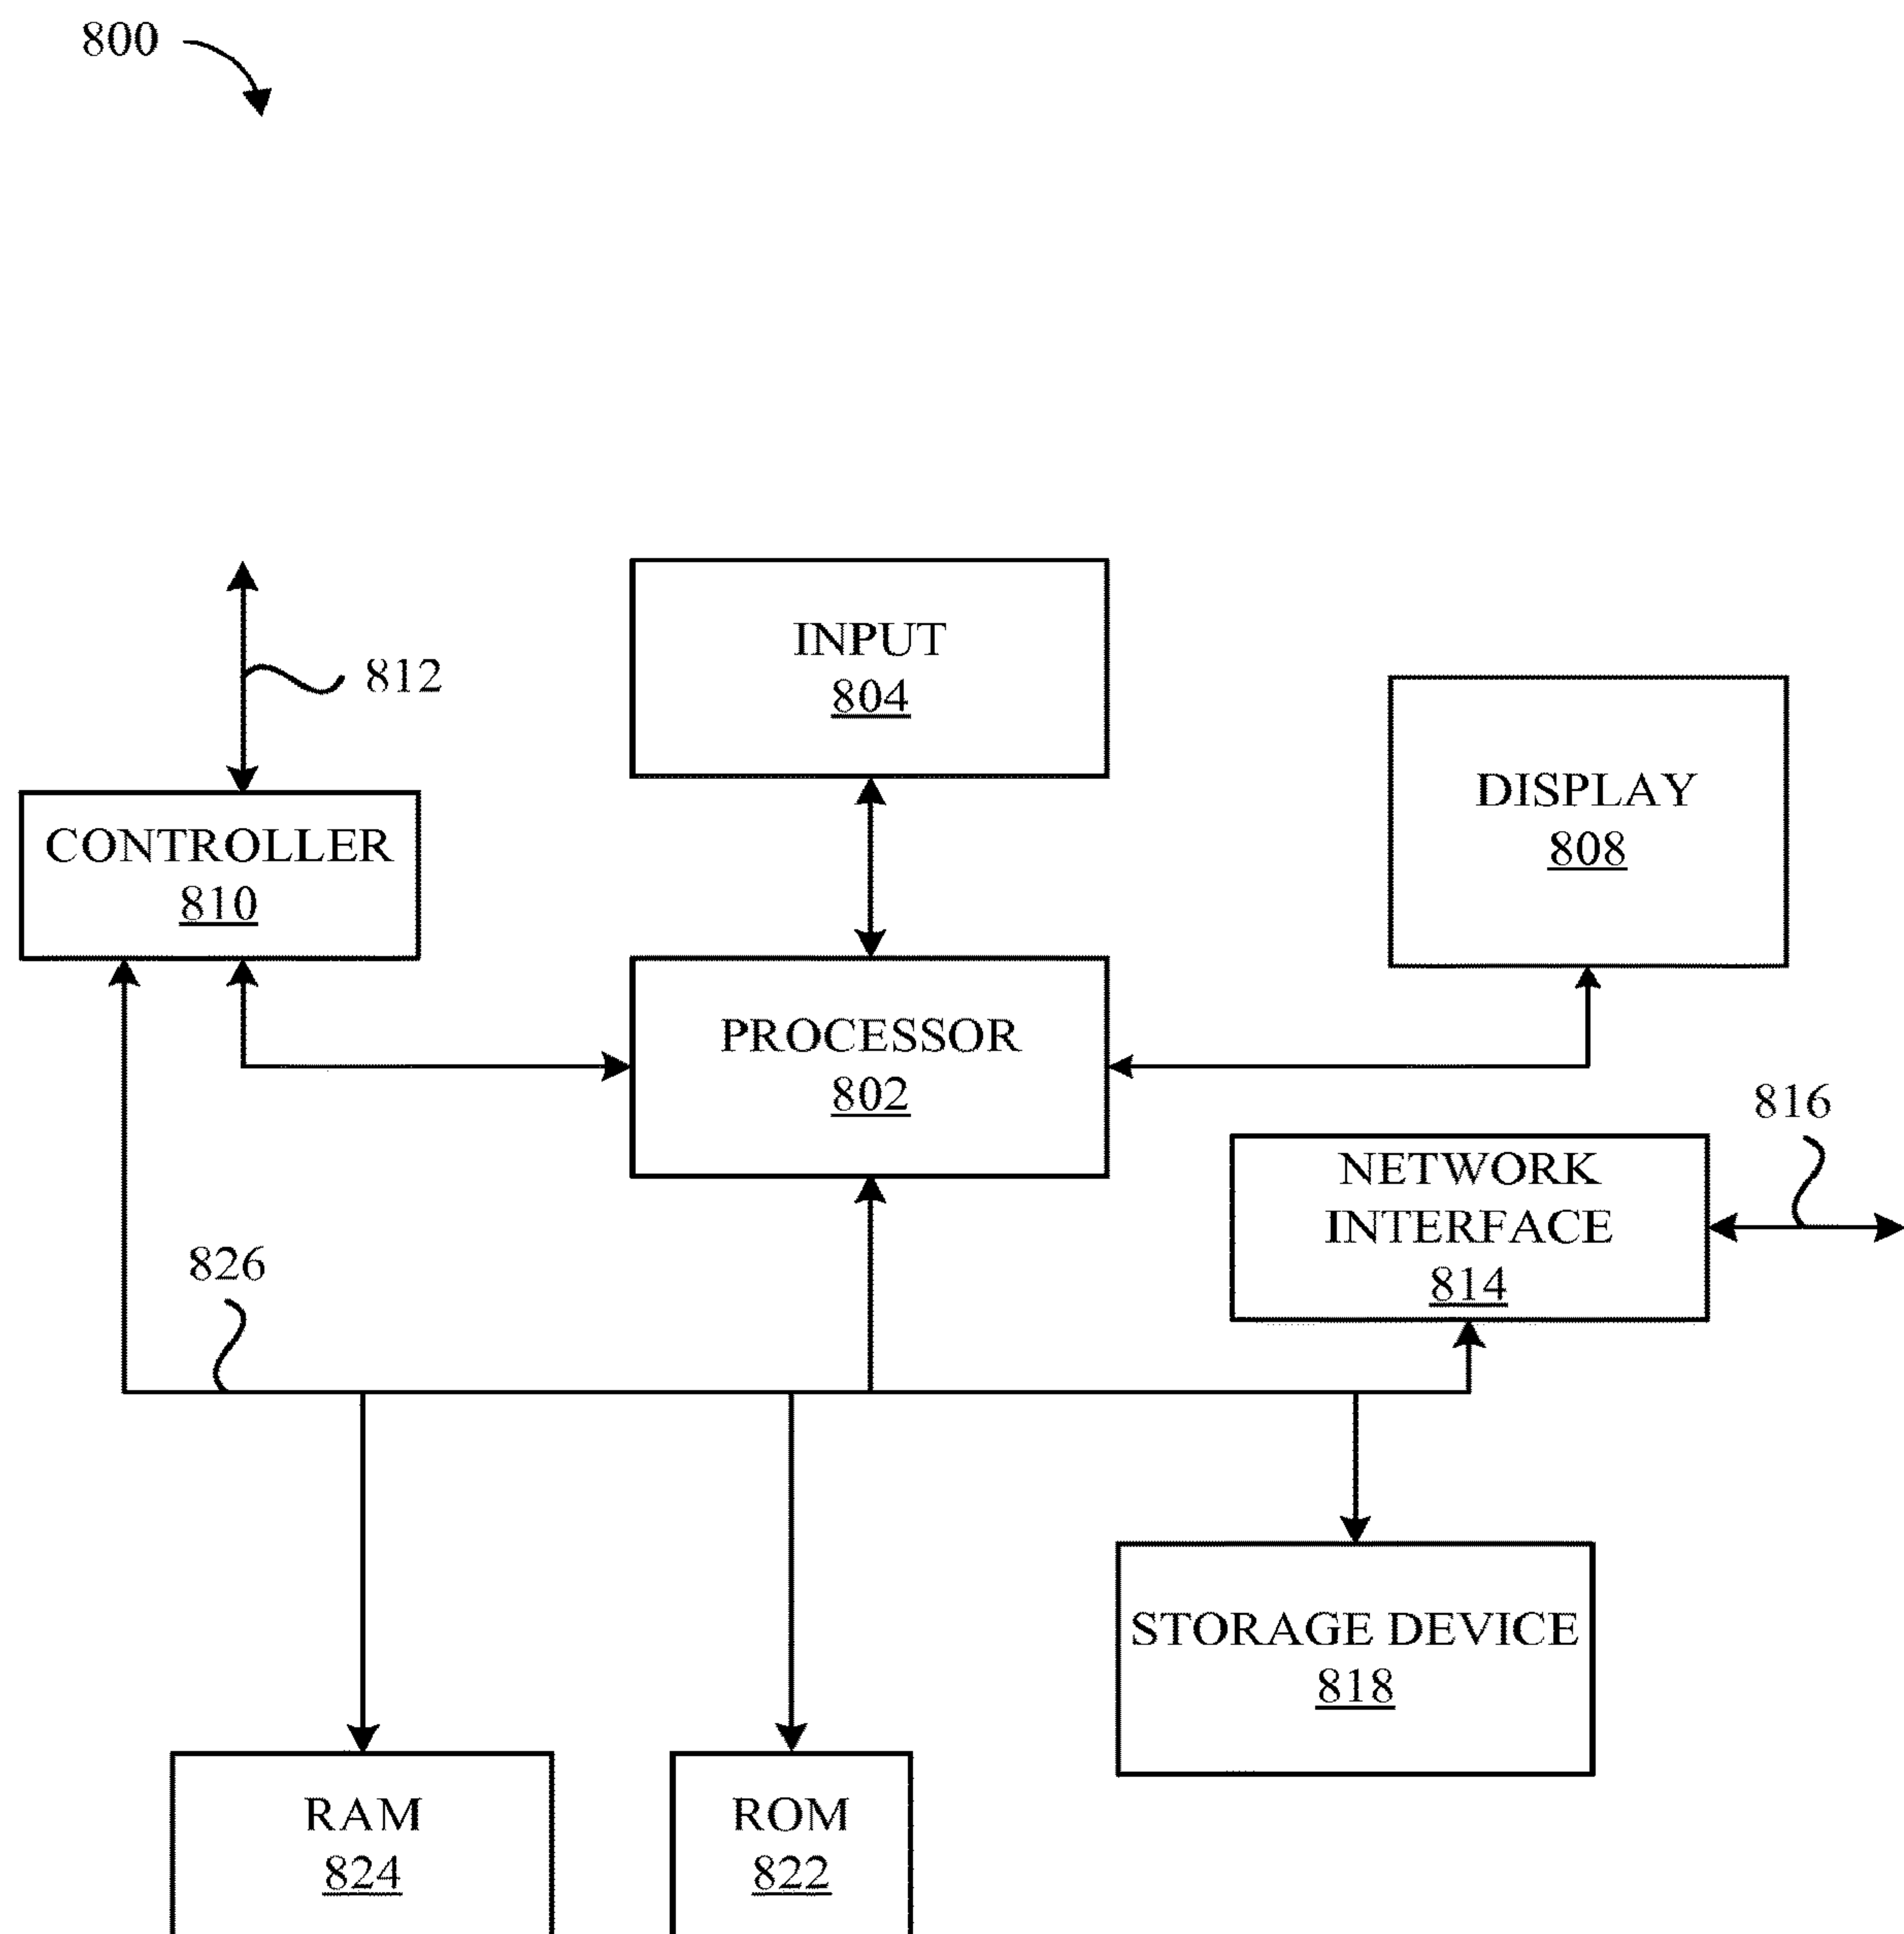 800
812
INPUT
804
DISPLAY
808
CONTROLLER
810
PROCESSOR
802
816
NETWORK
INTERFACE
814
826
STORAGE DEVICE
818
RAM
824
ROM
822